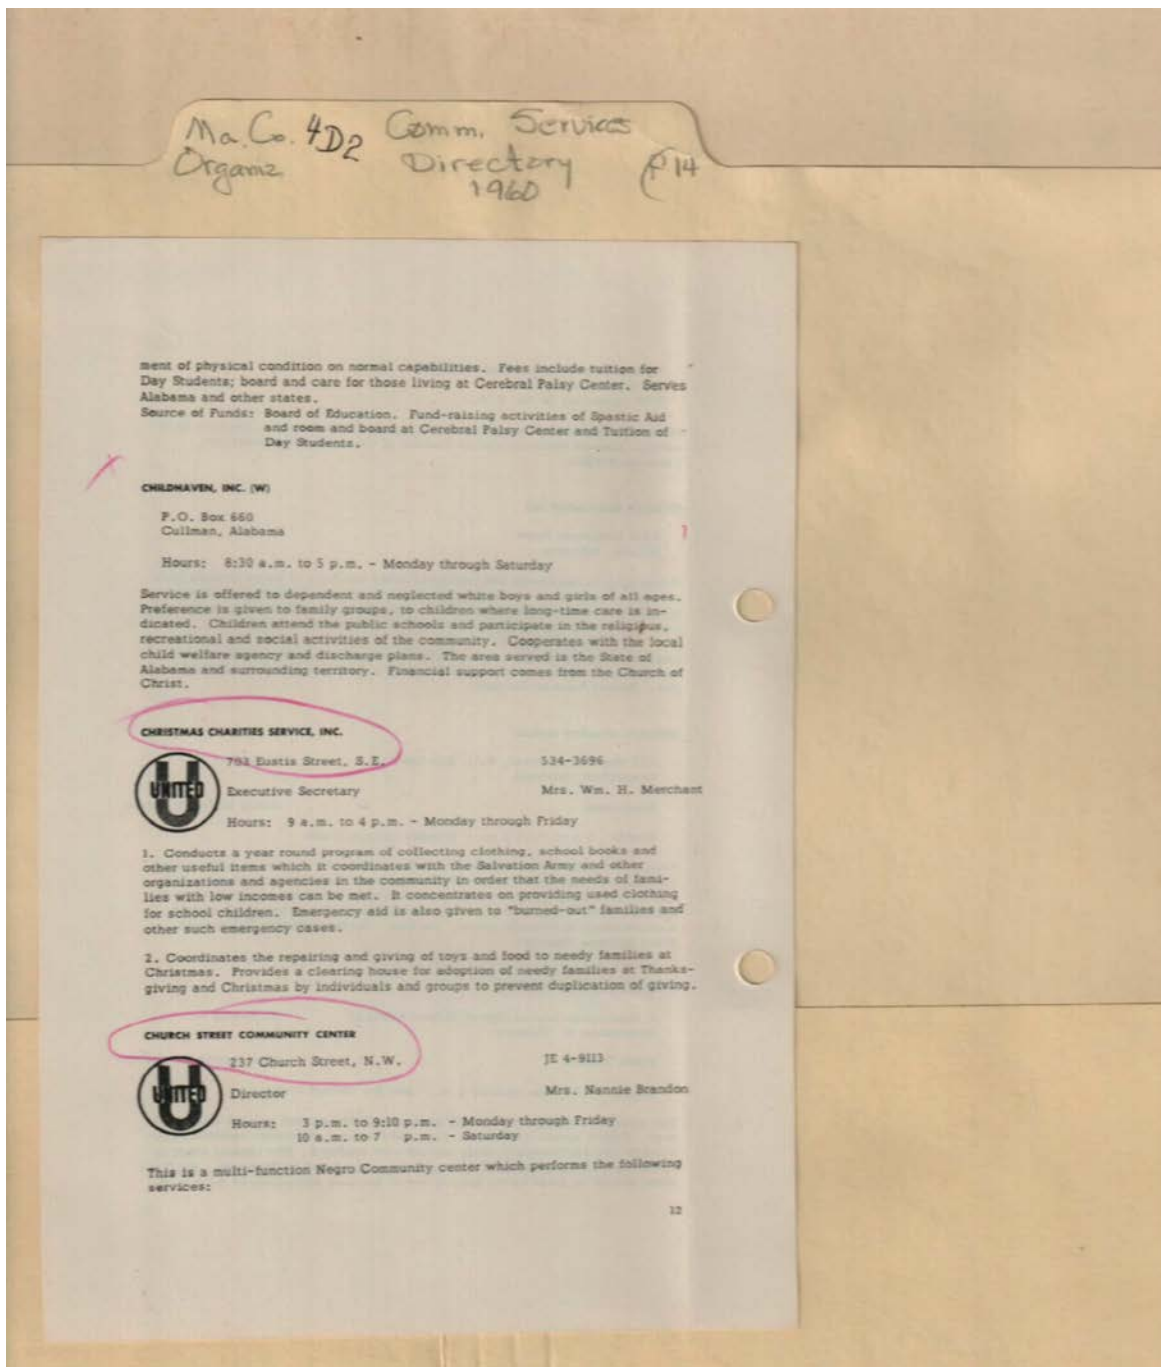 Ma. Co. 4D2 Comm. Services
Organiz. Directory P14
1960
ment of physical condition on normal capabilities. Fees include tuition for
Day Students; board and care for those living at Cerebral Palsy Center. Serves
Alabama and other states.
Source of Funds: Board of Education. Fund-raising activities of Spastic Aid
and room and board at Cerebral Palsy Center and Tuition of
Day Students.
CHILDHAVEN, INC. (W)
P.O. Box 660
Cullman, Alabama
Hours: 8:30 a.m. to 5 p.m. - Monday through Saturday
Service is offered to dependent and neglected white boys and girls of all ages.
Preference is given to family groups, to children where long-time care is in-
dicated. Children attend the public schools and participate in the religious,
recreational and social activities of the community. Cooperates with the local
child welfare agency and discharge plans. The area served is the State of
Alabama and surrounding territory. Financial support comes from the Church of
Christ.
CHRISTMAS CHARITIES SERVICE, INC.
703 Eustis Street, S.E. 534-3696
UNITED
Executive Secretary Mrs. Wm. H. Merchant
Hours: 9 a.m. to 4 p.m. - Monday through Friday
1. Conducts a year round program of collecting clothing, school books and
other useful items which it coordinates with the Salvation Army and other
organizations and agencies in the community in order that the needs of fami-
lies with low incomes can be met. It concentrates on providing used clothing
for school children. Emergency aid is also given to "burned-out" families and
other such emergency cases.
2. Coordinates the repairing and giving of toys and food to needy families at
Christmas. Provides a clearing house for adoption of needy families at Thanks-
giving and Christmas by individuals and groups to prevent duplication of giving.
CHURCH STREET COMMUNITY CENTER
237 Church Street, N.W. JE 4-9113
UNITED
Director Mrs. Nannie Brandon
Hours: 3 p.m. to 9:10 p.m. - Monday through Friday
10 a.m. to 7 p.m. - Saturday
This is a multi-function Negro Community center which performs the following
services:
12